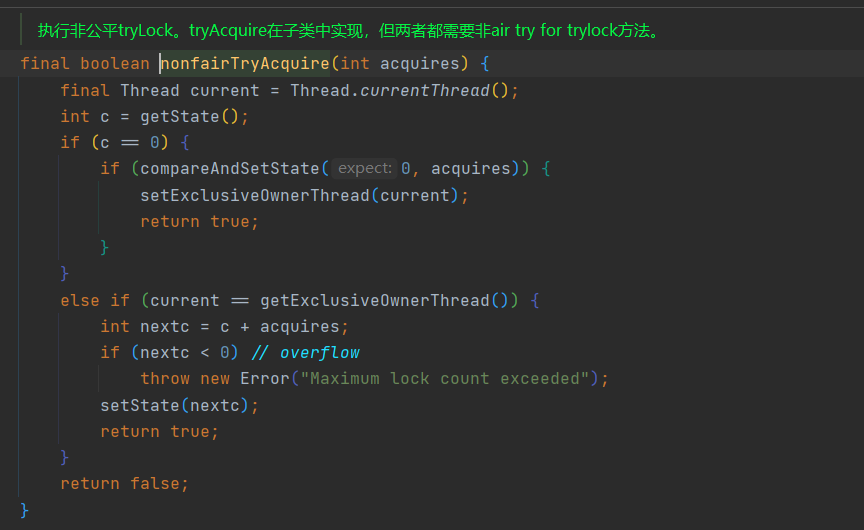 执行非公平tryLock。tryAcquire在子类中实现，但两者都需要非air try for trylock方法。
final boolean nonfairTryAcquire(int acquires) {
    final Thread current = Thread.currentThread();
    int c = getState();
    if (c == 0) {
        if (compareAndSetState( expect: 0, acquires)) {
            setExclusiveOwnerThread(current);
            return true;
        }
    }
    else if (current == getExclusiveOwnerThread()) {
        int nextc = c + acquires;
        if (nextc < 0) // overflow
            throw new Error("Maximum lock count exceeded");
        setState(nextc);
        return true;
    }
    return false;
}